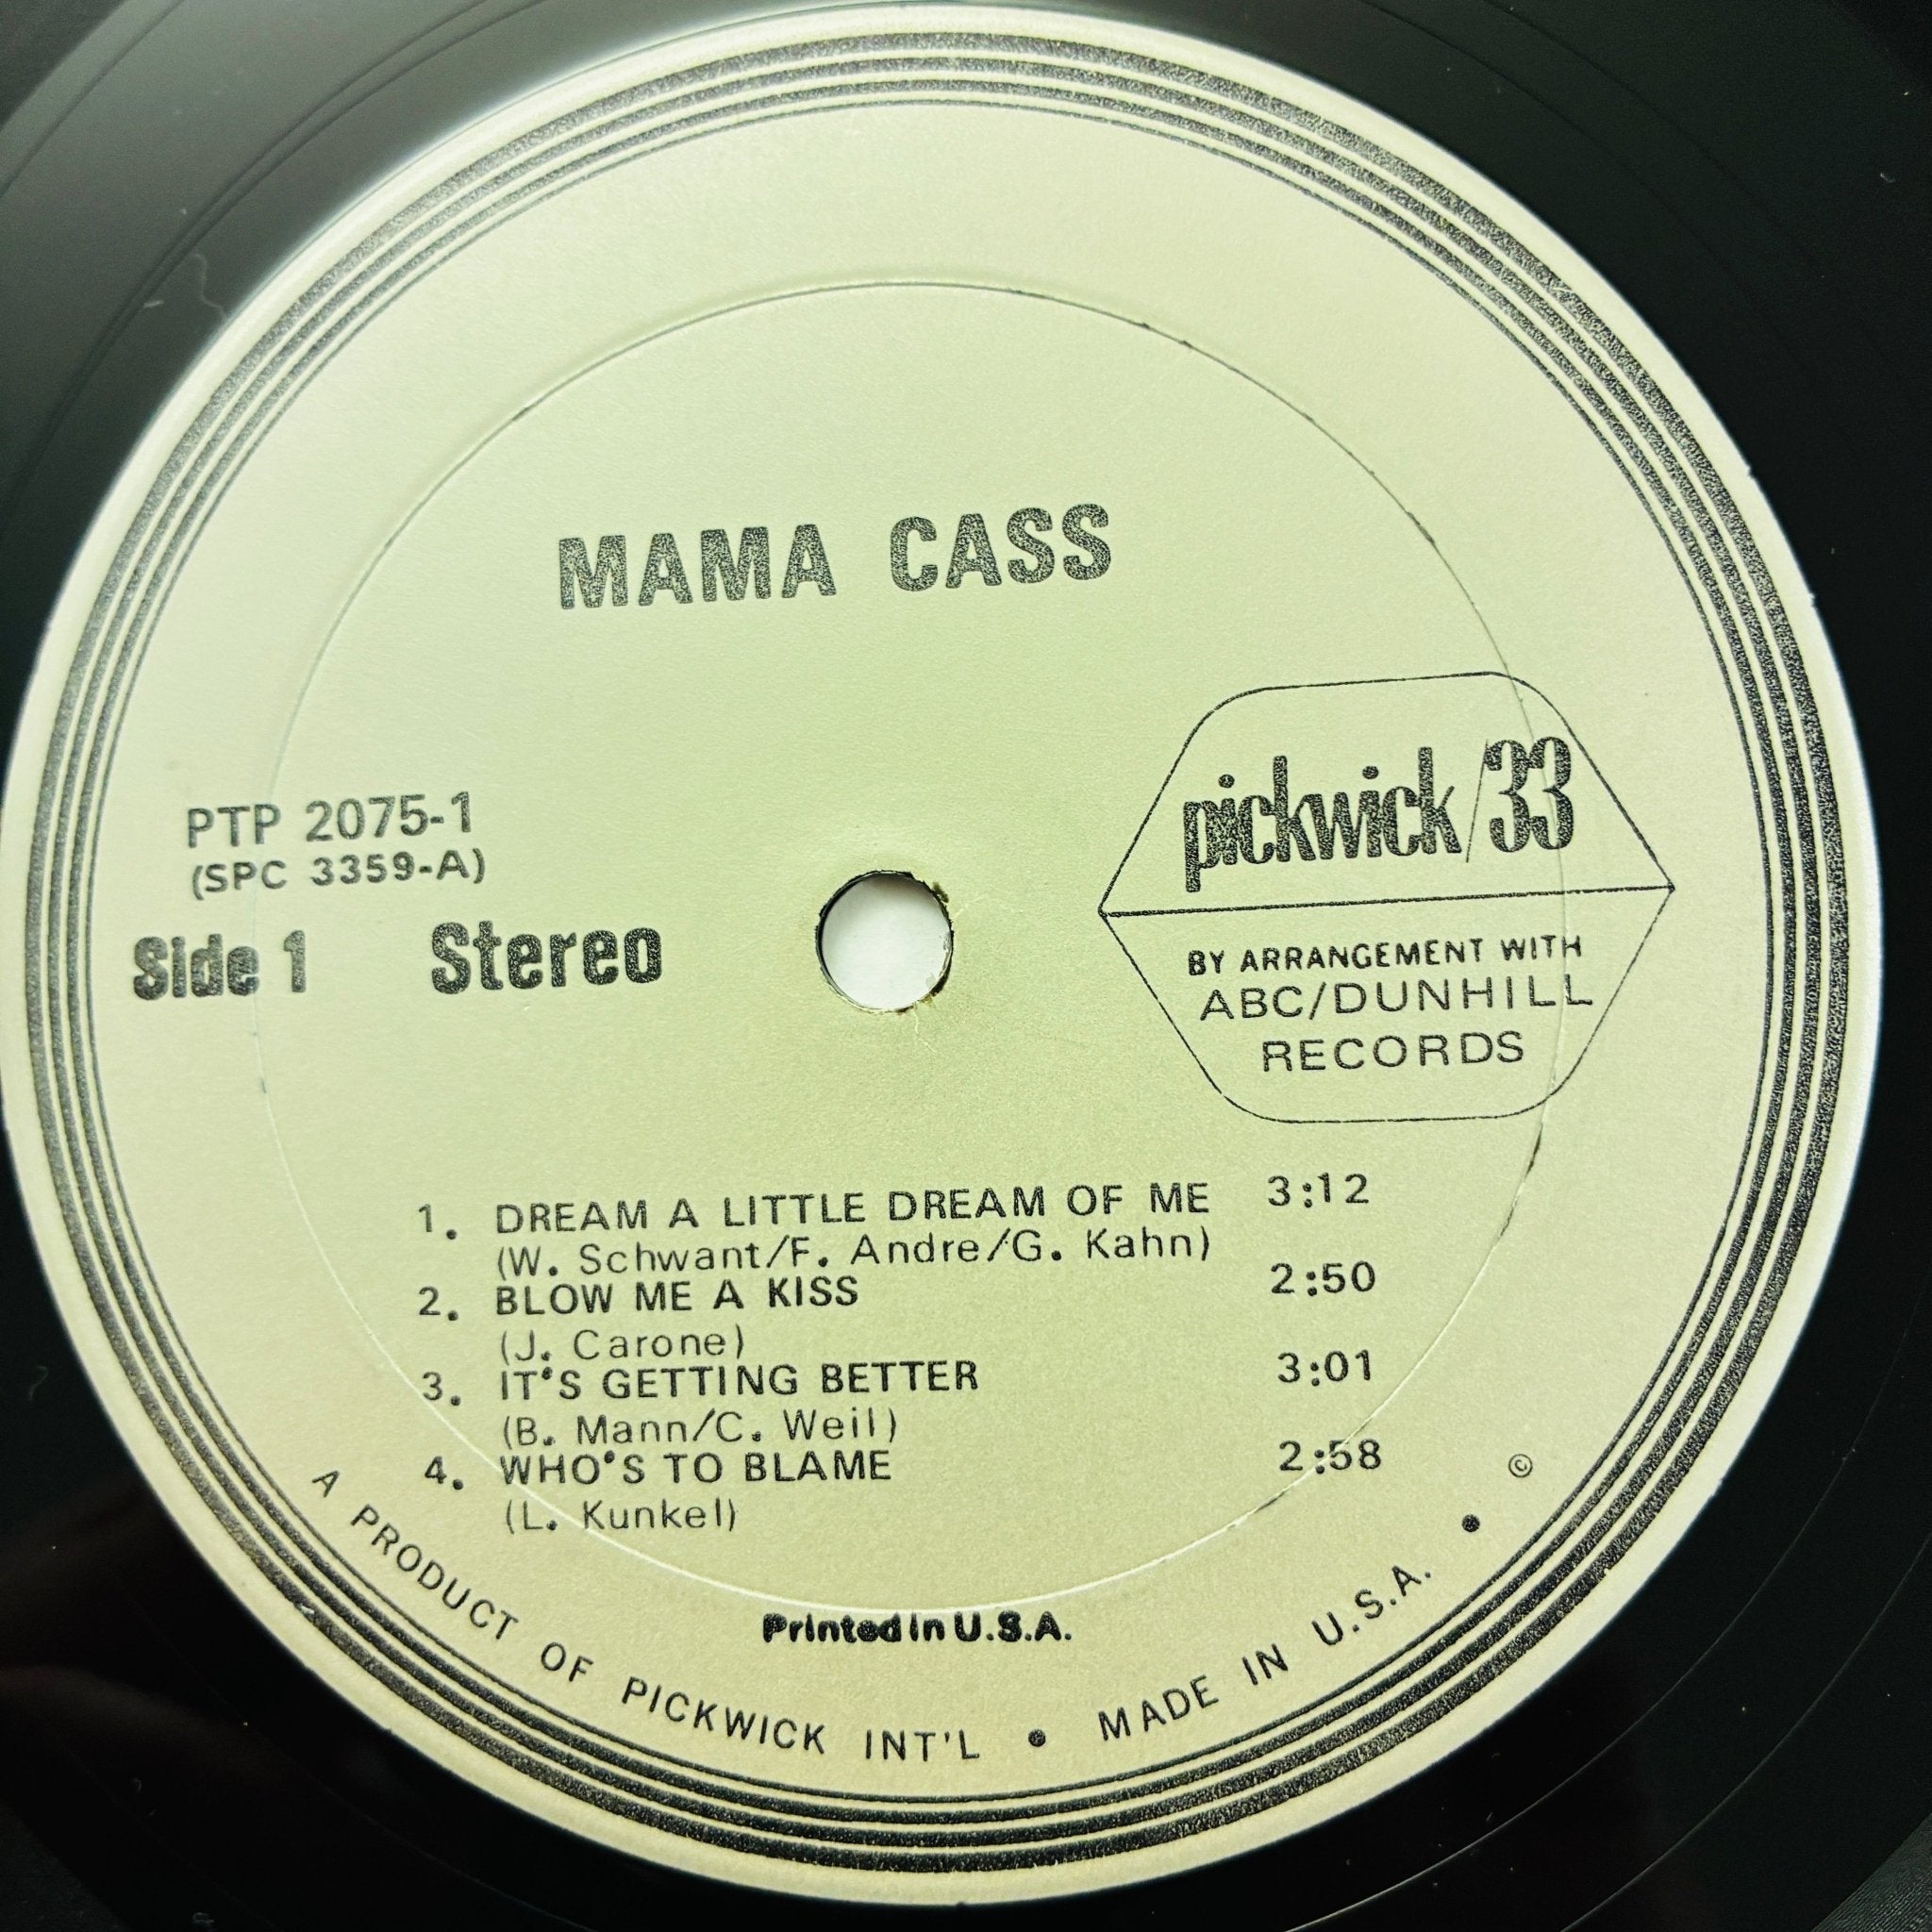 MAMA CASS
pickwick/33
BY ARRANGEMENT WITH
ABC/DUNHILL
RECORDS
PTP 2075-1
(SPC 3359-A)
Side 1 Stereo
1. DREAM A LITTLE DREAM OF ME 3:12
(W. Schwant/F. Andre/G. Kahn)
2. BLOW ME A KISS 2:50
(J. Carone)
3. IT'S GETTING BETTER 3:01
(B. Mann/C. Weil)
4. WHO'S TO BLAME 2:58
(L. Kunkel)
Printed in U.S.A.
A PRODUCT OF PICKWICK INT'L • MADE IN U.S.A. • ©